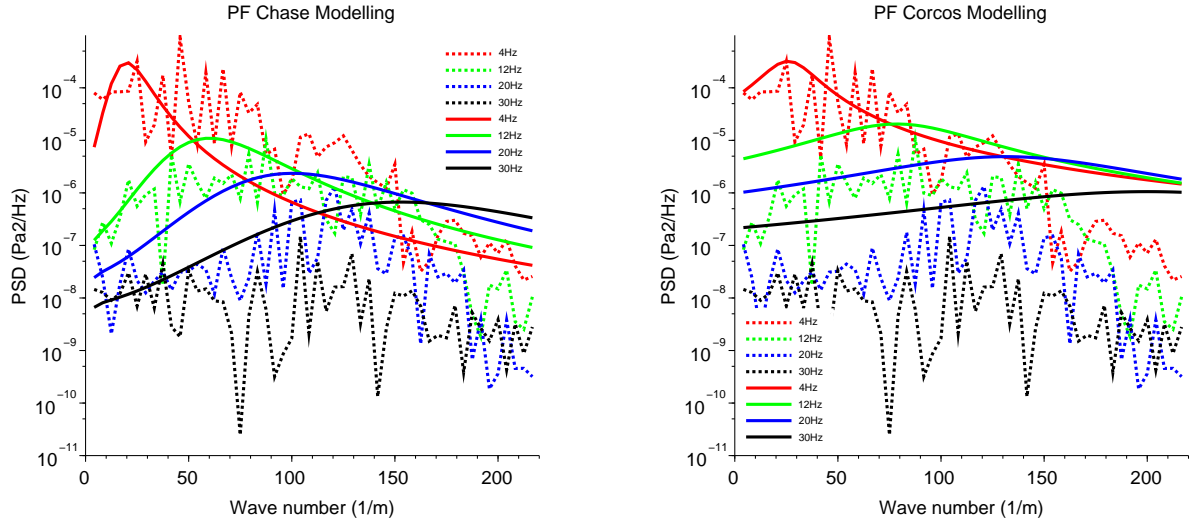 PF Chase Modelling
PSD (Pa2/Hz)
10−4
10−5
10−6
10−7
10−8
10−9
10−10
10−11
4Hz
12Hz
20Hz
30Hz
4Hz
12Hz
20Hz
30Hz
0 50 100 150 200
Wave number (1/m)
PF Corcos Modelling
PSD (Pa2/Hz)
10−4
10−5
10−6
10−7
10−8
10−9
10−10
10−11
4Hz
12Hz
20Hz
30Hz
4Hz
12Hz
20Hz
30Hz
0 50 100 150 200
Wave number (1/m)